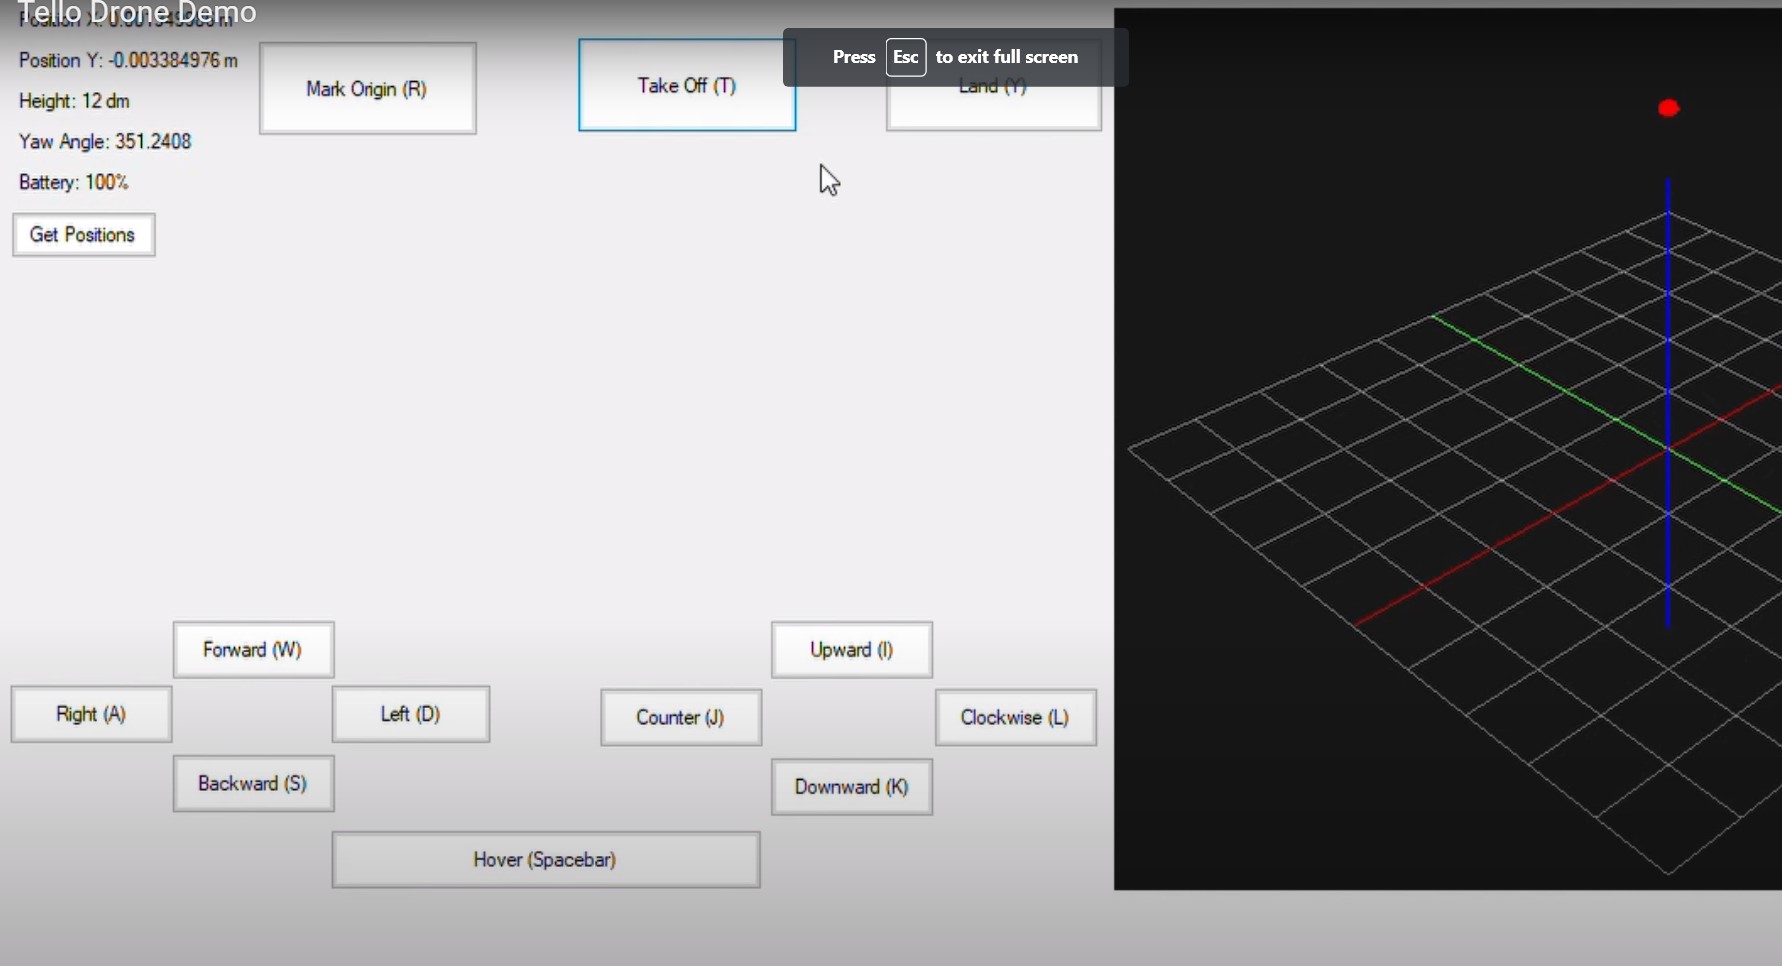 Tello Drone Demo
Position X: m
Position Y: -0.003384976 m
Height: 12 dm
Yaw Angle: 351.2408
Battery: 100%
Get Positions
Mark Origin (R)
Take Off (T)
Press Esc to exit full screen
Land (Y)
Forward (W)
Right (A)
Left (D)
Backward (S)
Upward (I)
Counter (J)
Clockwise (L)
Downward (K)
Hover (Spacebar)